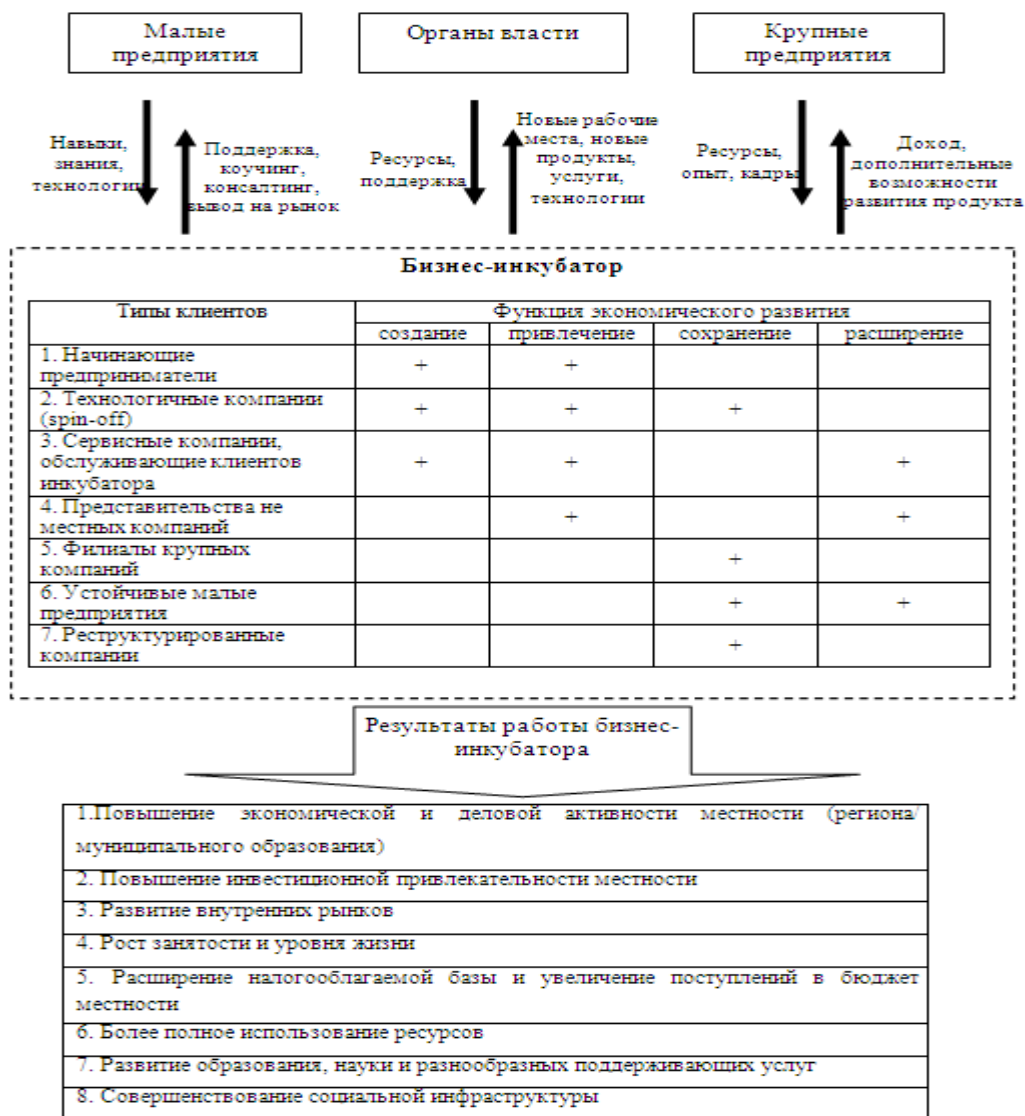 Малые
предприятия
Органы власти
Крупные
предприятия
Навыки,
знания,
технологии
Поддержка,
коучинг,
консалтинг,
вывод на рынок
Ресурсы,
поддержка
Новые рабочие
места, новые
продукты,
услуги,
технологии
Ресурсы,
опыт, кадры
Доход,
дополнительные
возможности
развития продукта
Бизнес-инкубатор
Типы клиентов
Функция экономического развития
создание привлечение сохранение расширение
1. Начинающие
предприниматели
+ +
2. Технологичные компании
(spin-off)
+ + +
3. Сервисные компании,
обслуживающие клиентов
инкубатора
+ + +
4. Представительства не
местных компаний
+ +
5. Филиалы крупных
компаний
+
6. Устойчивые малые
предприятия
+ +
7. Реструктурированные
компании
+
Результаты работы бизнес-
инкубатора
1.Повышение экономической и деловой активности местности (региона/
муниципального образования)
2. Повышение инвестиционной привлекательности местности
3. Развитие внутренних рынков
4. Рост занятости и уровня жизни
5. Расширение налогооблагаемой базы и увеличение поступлений в бюджет
местности
6. Более полное использование ресурсов
7. Развитие образования, науки и разнообразных поддерживающих услуг
8. Совершенствование социальной инфраструктуры